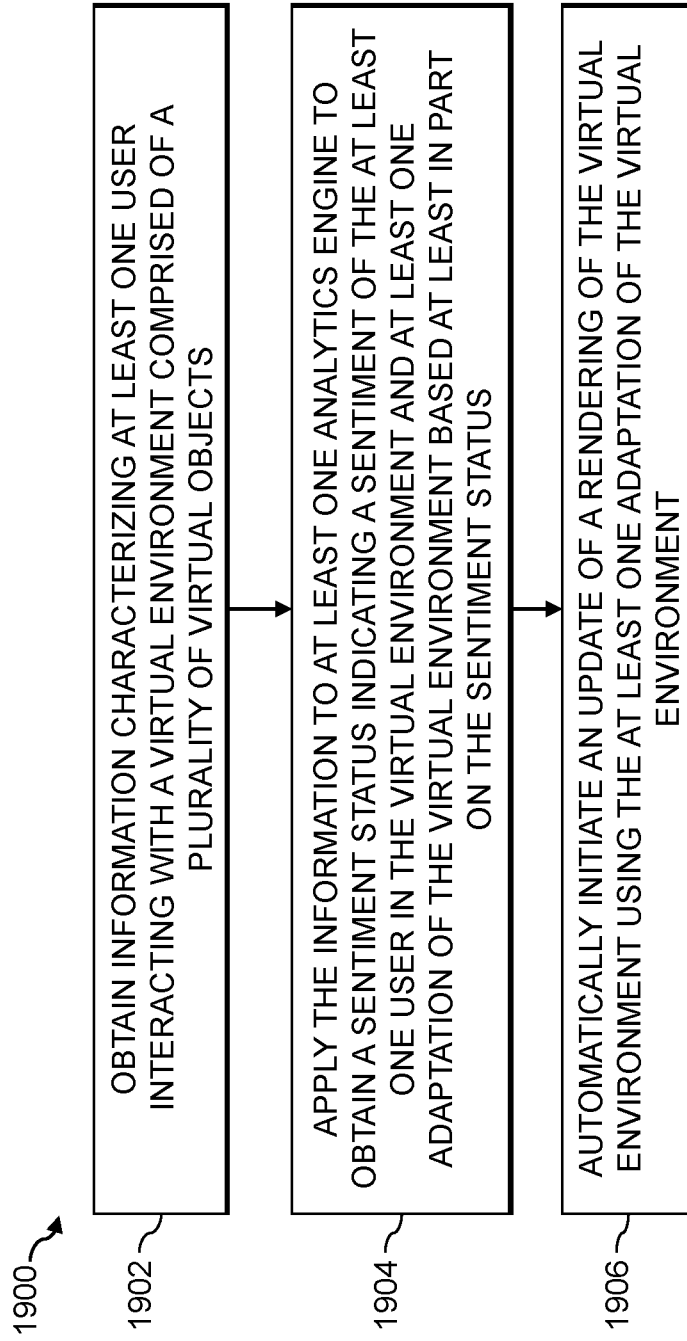 1900
1902
OBTAIN INFORMATION CHARACTERIZING AT LEAST ONE USER
INTERACTING WITH A VIRTUAL ENVIRONMENT COMPRISED OF A
PLURALITY OF VIRTUAL OBJECTS
1904
APPLY THE INFORMATION TO AT LEAST ONE ANALYTICS ENGINE TO
OBTAIN A SENTIMENT STATUS INDICATING A SENTIMENT OF THE AT LEAST
ONE USER IN THE VIRTUAL ENVIRONMENT AND AT LEAST ONE
ADAPTATION OF THE VIRTUAL ENVIRONMENT BASED AT LEAST IN PART
ON THE SENTIMENT STATUS
1906
AUTOMATICALLY INITIATE AN UPDATE OF A RENDERING OF THE VIRTUAL
ENVIRONMENT USING THE AT LEAST ONE ADAPTATION OF THE VIRTUAL
ENVIRONMENT